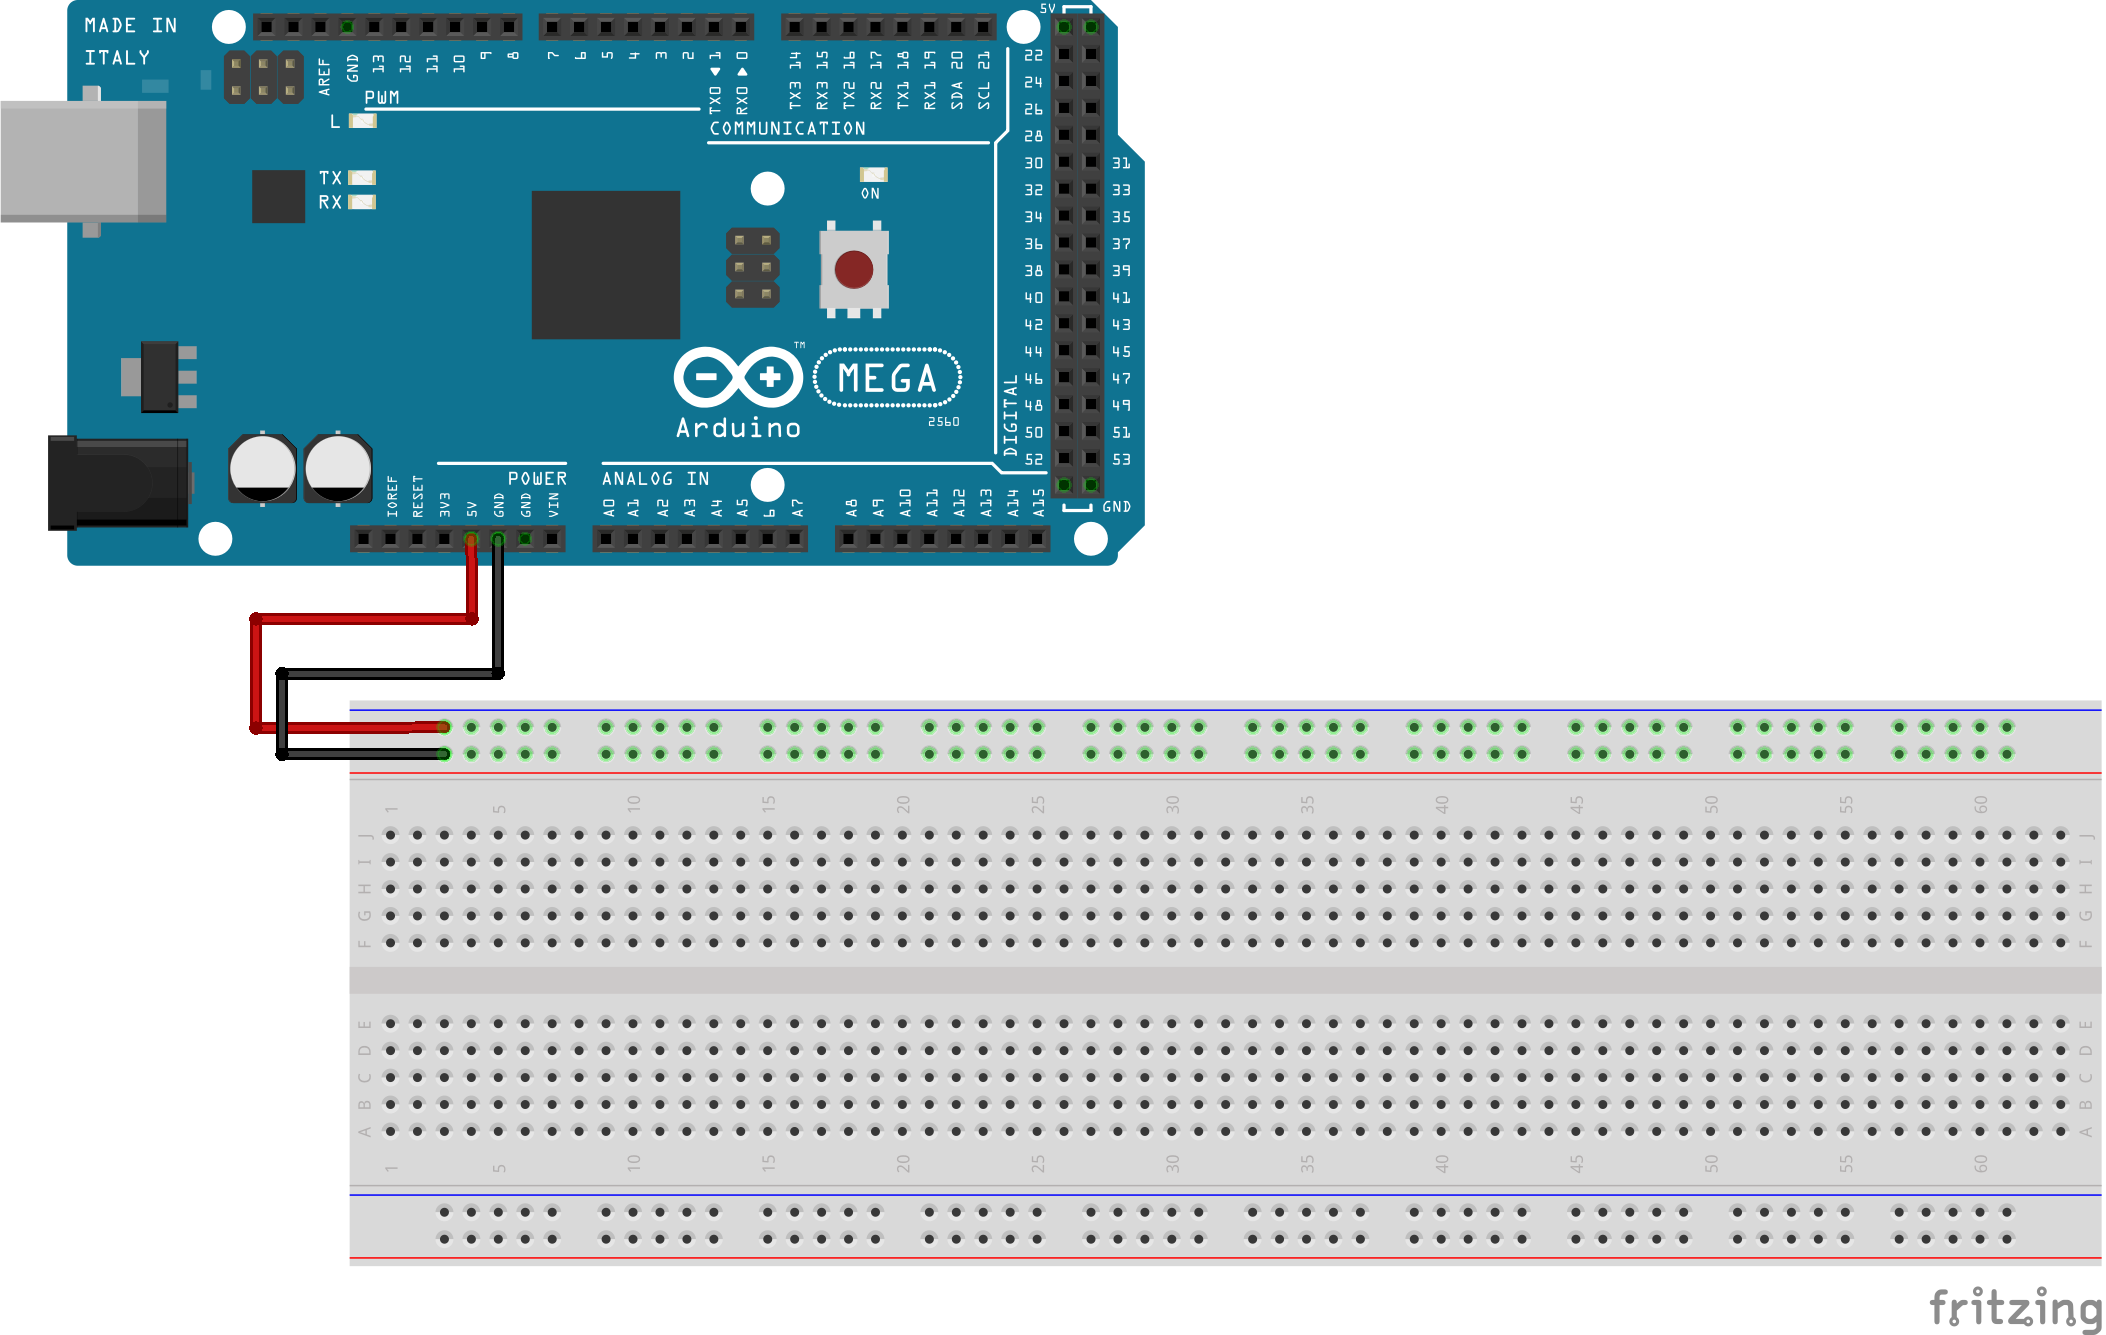 MADE IN
ITALY
AREF
GND
13
12
11
10
9
8
7
6
5
4
3
2
TX0 1
RX0 0
TX3 14
RX3 15
TX2 16
RX2 17
TX1 18
RX1 19
SDA 20
SCL 21
5V
PWM
COMMUNICATION
L
TX
RX
ON
22
24
26
28
30 31
32 33
34 35
36 37
38 39
40 41
42 43
44 45
46 47
48 49
50 51
52 53
GND
DIGITAL
TM
MEGA
2560
Arduino
POWER
ANALOG IN
IOREF
RESET
3V3
5V
GND
GND
VIN
A0
A1
A2
A3
A4
A5
6
A7
A8
A9
A10
A11
A12
A13
A14
A15
1 5 10 15 20 25 30 35 40 45 50 55 60
J J
I I
H H
G G
F F
E E
D D
C C
B B
A A
1 5 10 15 20 25 30 35 40 45 50 55 60
fritzing